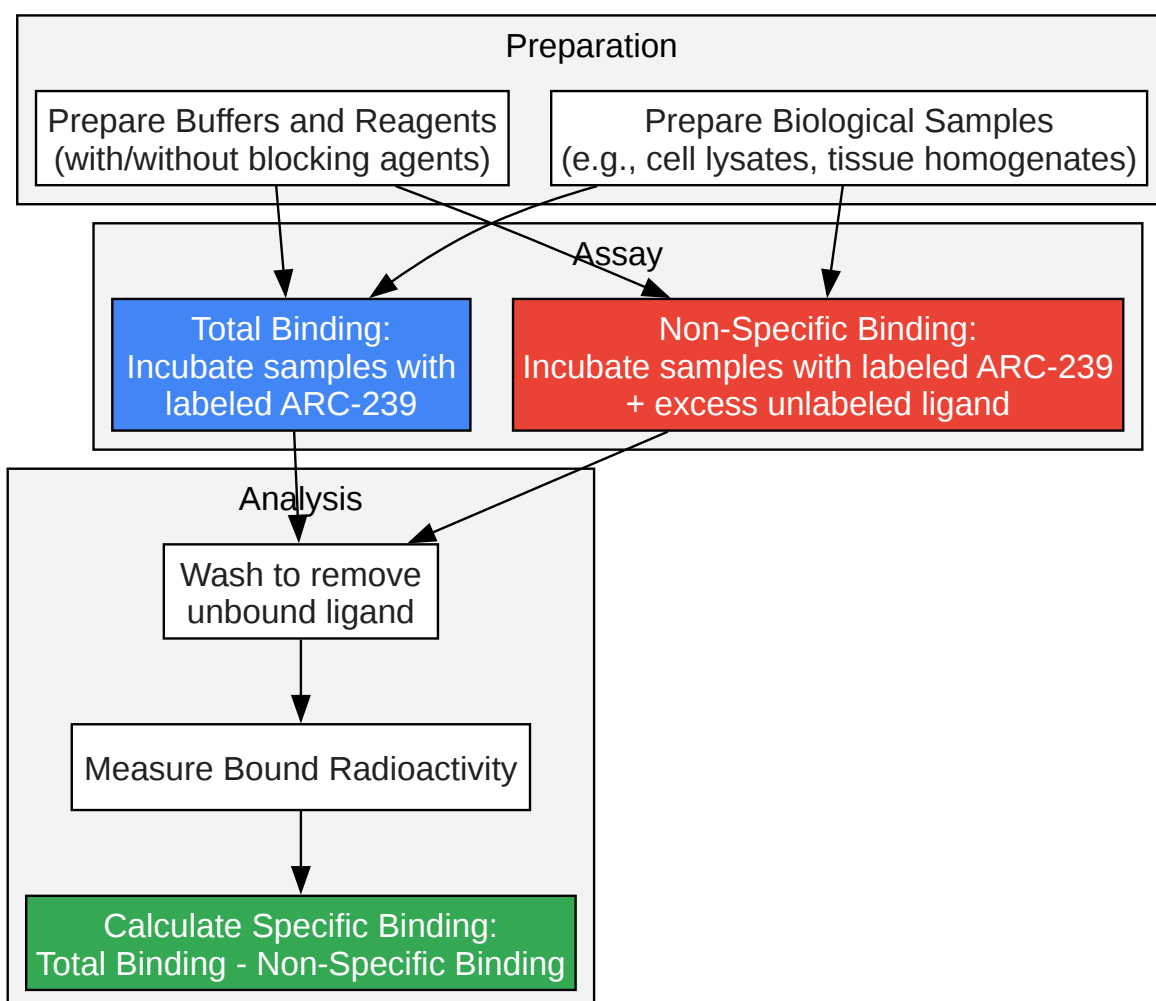 Preparation
Prepare Buffers and Reagents
(with/without blocking agents)
Prepare Biological Samples
(e.g., cell lysates, tissue homogenates)
Assay
Total Binding:
Incubate samples with
labeled ARC-239
Non-Specific Binding:
Incubate samples with labeled ARC-239
+ excess unlabeled ligand
Analysis
Wash to remove
unbound ligand
Measure Bound Radioactivity
Calculate Specific Binding:
Total Binding - Non-Specific Binding